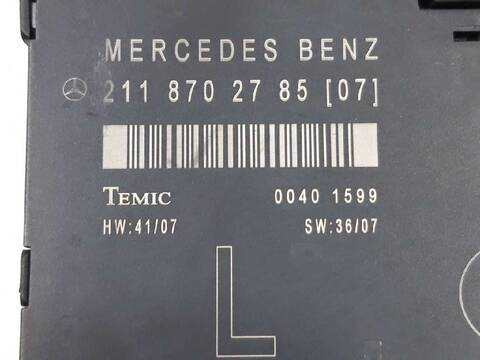 MERCEDES BENZ
211 870 27 85 [07]
TEMIC 0040 1599
HW:41/07 SW:36/07
L